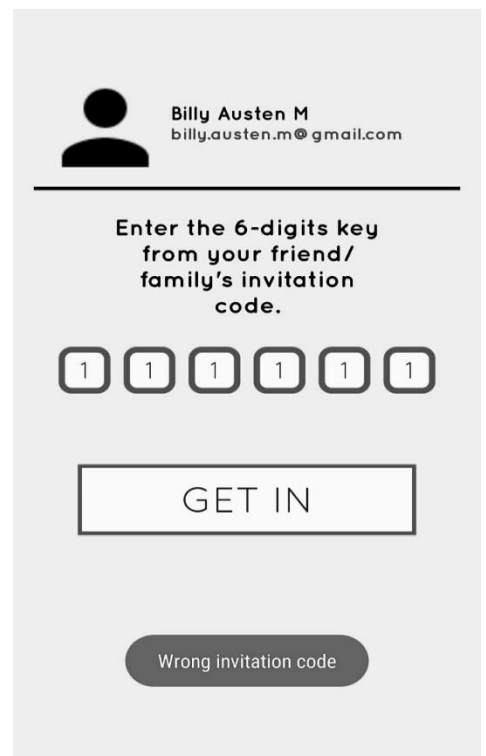 Billy Austen M
billy.austen.m@gmail.com
Enter the 6-digits key
from your friend/
family's invitation
code.
1 1 1 1 1 1
GET IN
Wrong invitation code